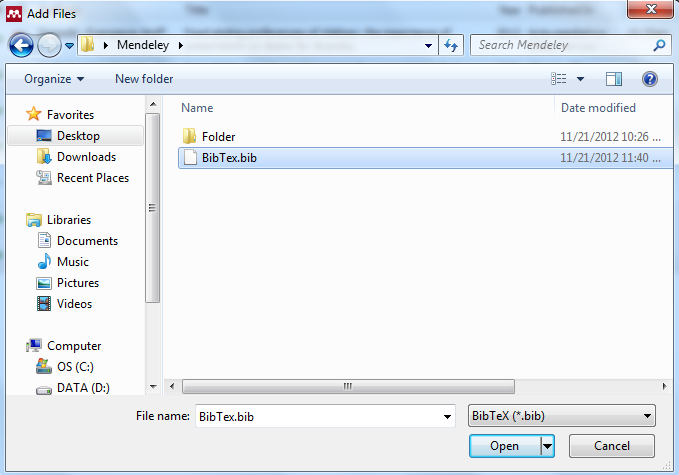 Add Files
Mendeley
Search Mendeley
Organize New folder
Name Date modified
Favorites
Desktop
Downloads
Recent Places
Libraries
Documents
Music
Pictures
Videos
Computer
OS (C:)
DATA (D:)
Folder 11/21/2012 10:26 ...
BibTex.bib 11/21/2012 11:40 ...
File name: BibTex.bib BibTeX (*.bib)
Open Cancel